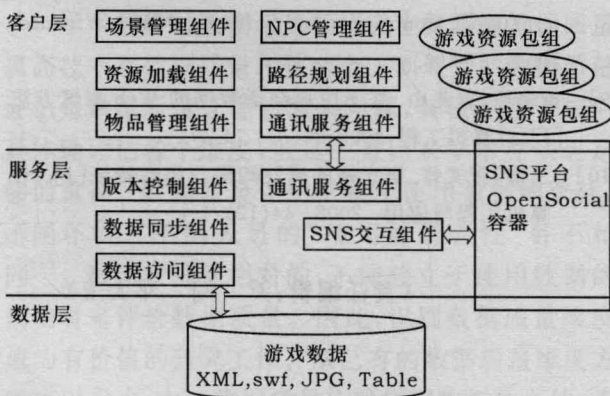 客户层
场景管理组件
NPC管理组件
游戏资源包组
资源加载组件
路径规划组件
游戏资源包组
物品管理组件
通讯服务组件
游戏资源包组
服务层
版本控制组件
通讯服务组件
SNS平台
OpenSocial
容器
数据同步组件
SNS交互组件
数据访问组件
数据层
游戏数据
XML,swf, JPG, Table